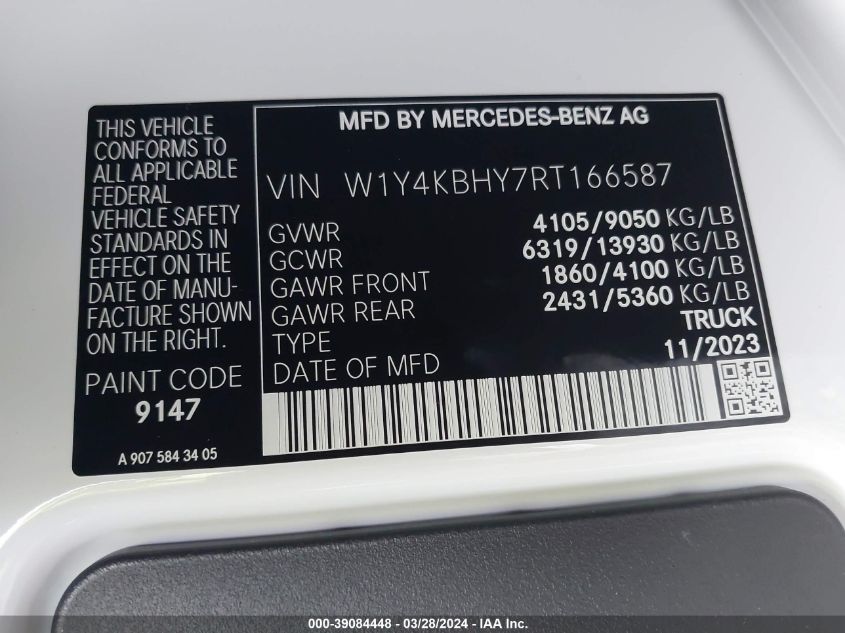 MFD BY MERCEDES-BENZ AG
THIS VEHICLE
CONFORMS TO
ALL APPLICABLE
FEDERAL
VEHICLE SAFETY
STANDARDS IN
EFFECT ON THE
DATE OF MANU-
FACTURE SHOWN
ON THE RIGHT.
PAINT CODE
9147
A 907 584 34 05
VIN W1Y4KBHY7RT166587
GVWR 4105/9050 KG/LB
GCWR 6319/13930 KG/LB
GAWR FRONT 1860/4100 KG/LB
GAWR REAR 2431/5360 KG/LB
TYPE TRUCK
DATE OF MFD 11/2023
000-39084448 - 03/28/2024 - IAA Inc.